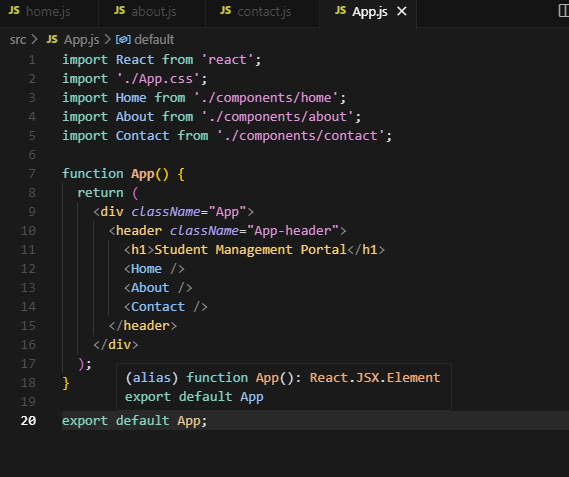 JS home.js JS about.js JS contact.js JS App.js ×
src > JS App.js > default
1 import React from 'react';
2 import './App.css';
3 import Home from './components/home';
4 import About from './components/about';
5 import Contact from './components/contact';
6
7 function App() {
8 return (
9 <div className="App">
10 <header className="App-header">
11 <h1>Student Management Portal</h1>
12 <Home />
13 <About />
14 <Contact />
15 </header>
16 </div>
17 );
(alias) function App(): React.JSX.Element
18 }
export default App
19
20 export default App;